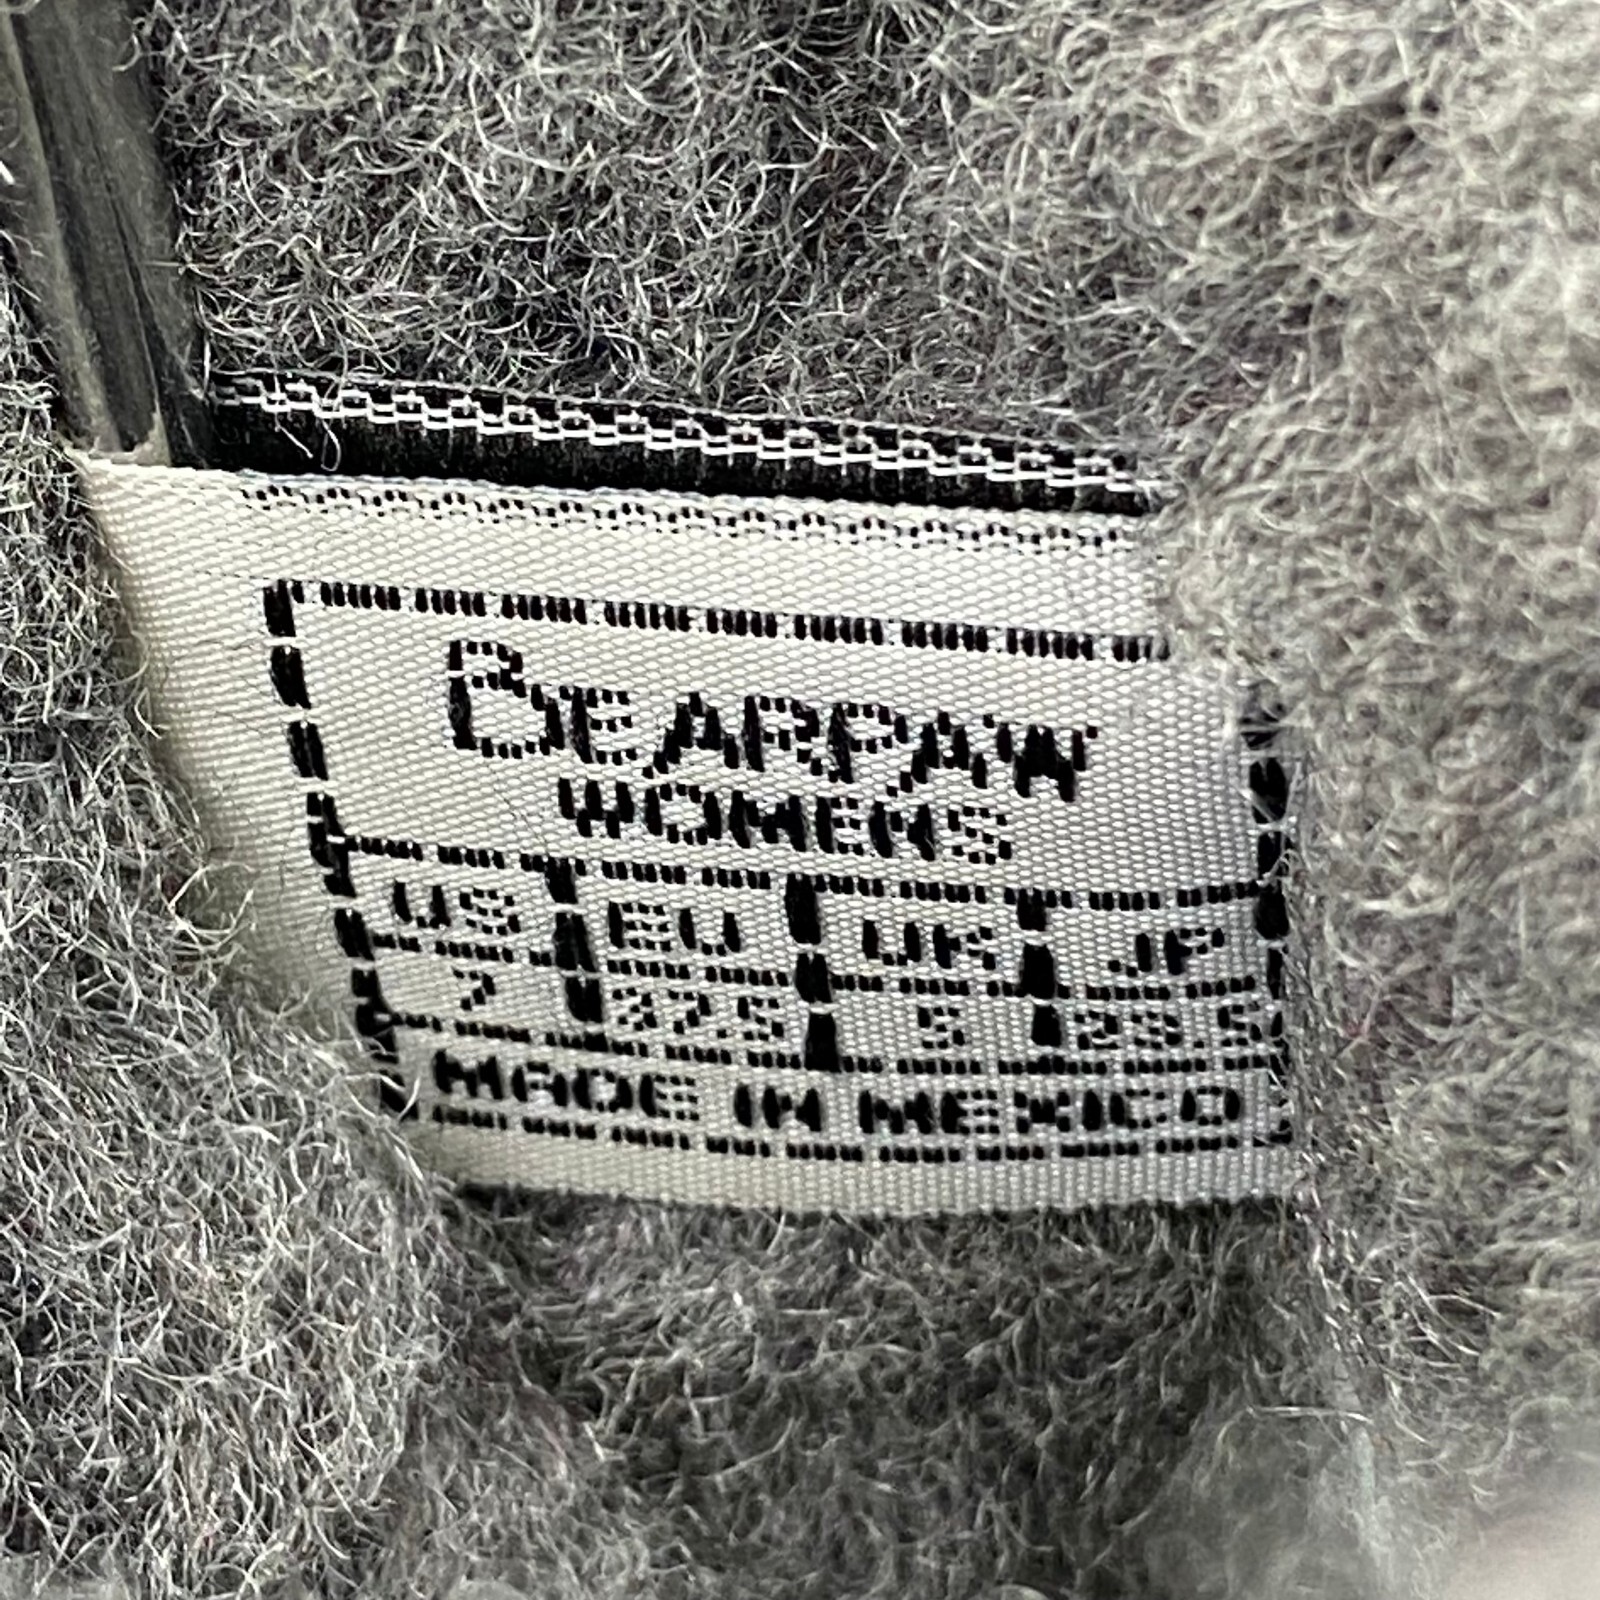 BEARPAW
WOMENS
US EU UK JP
7 37.5 5 23.5
MADE IN MEXICO